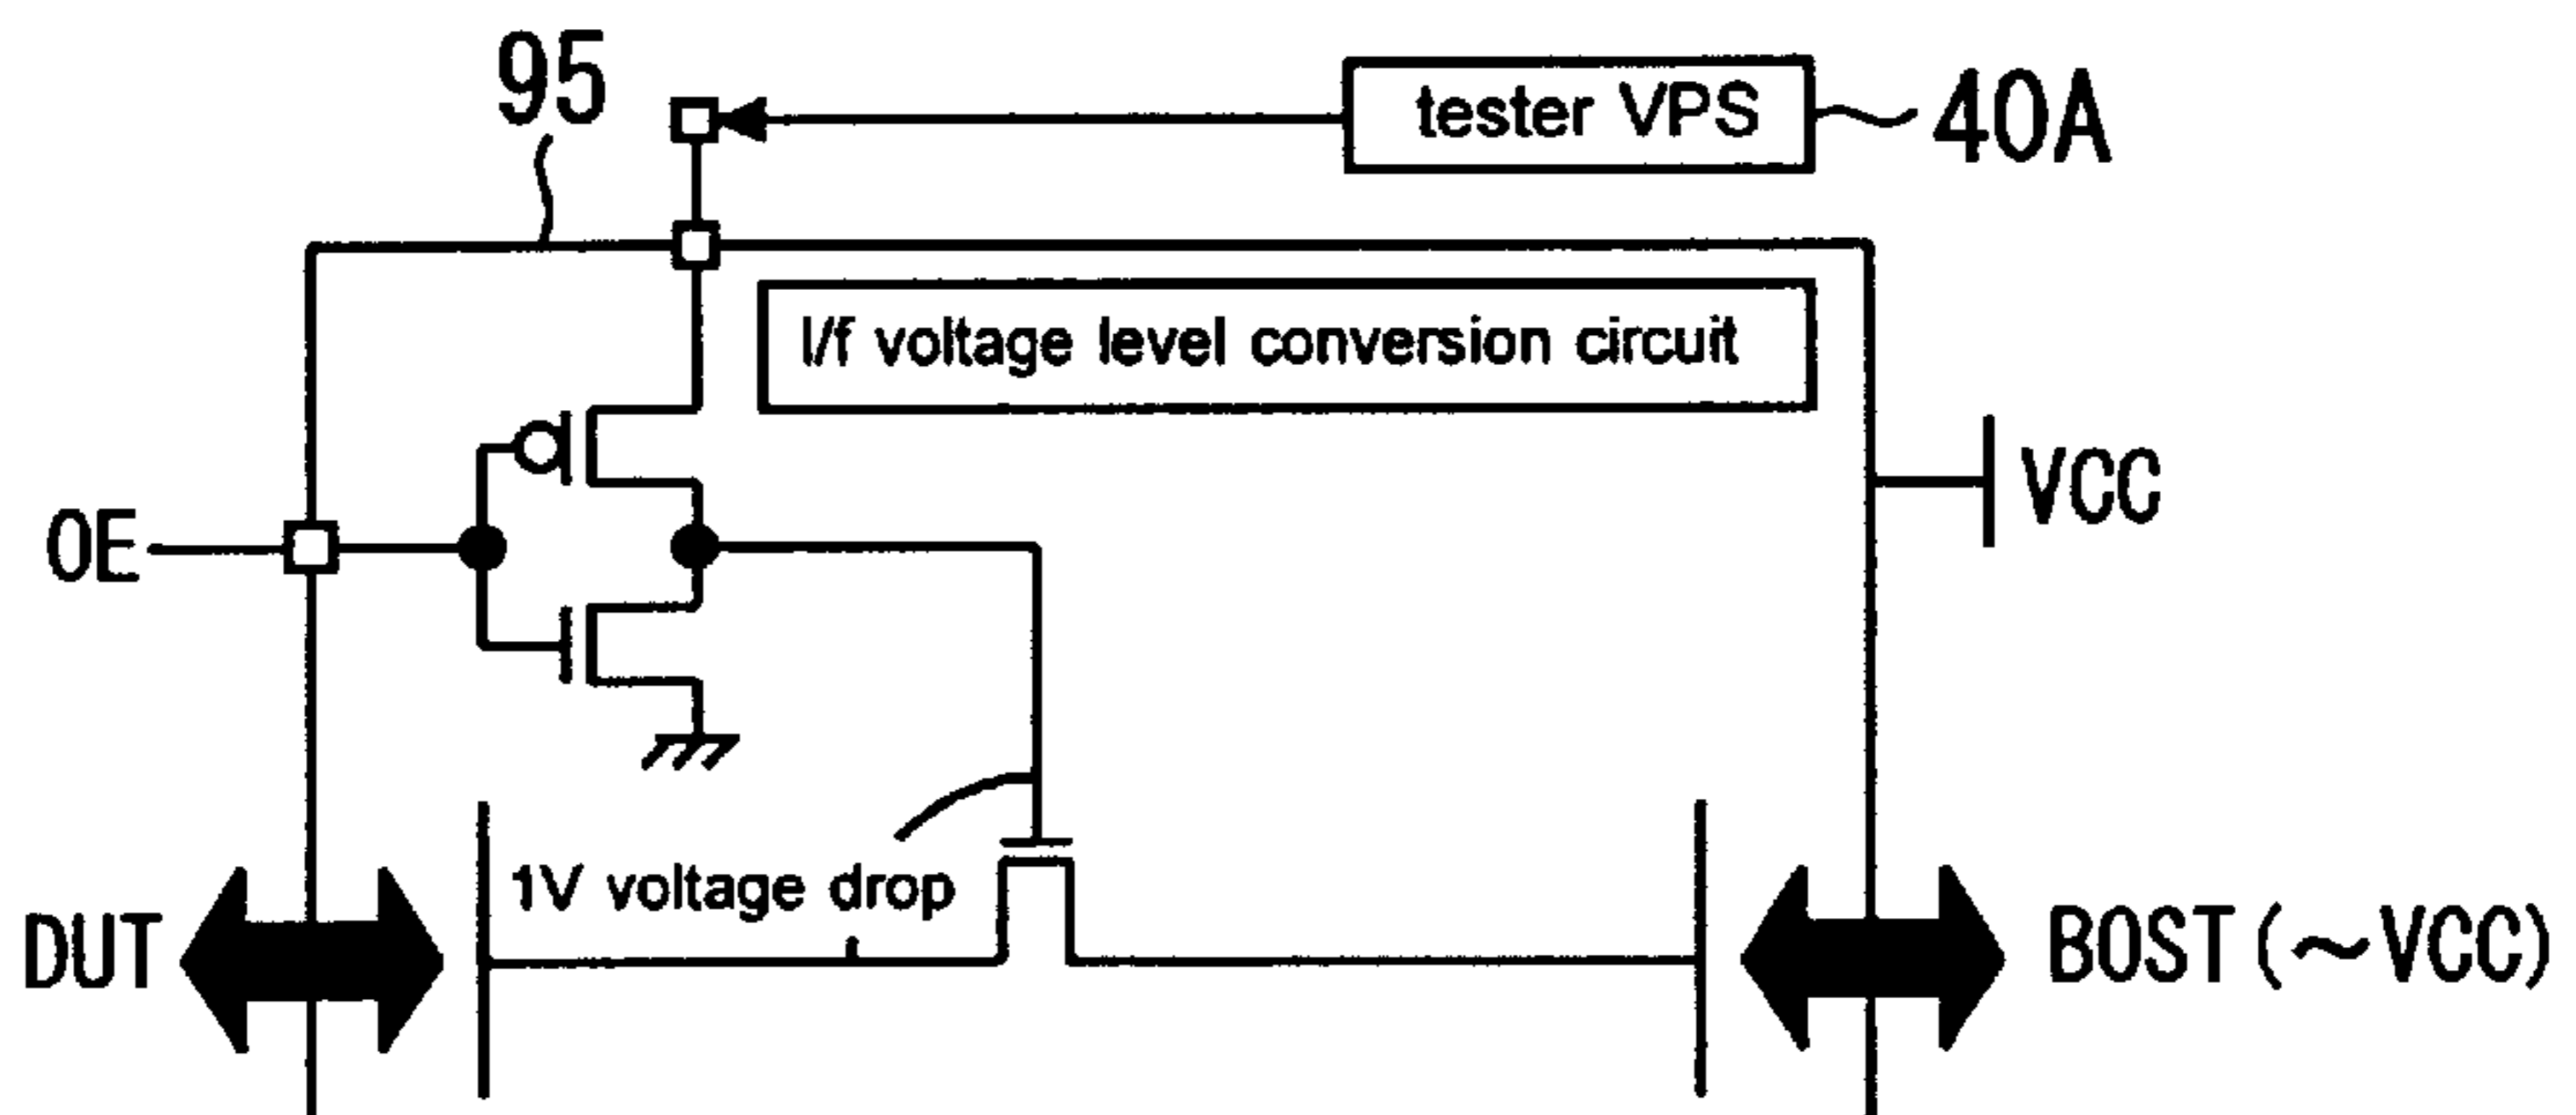 95
tester VPS
40A
I/f voltage level conversion circuit
VCC
OE
1V voltage drop
DUT
BOST (~VCC)